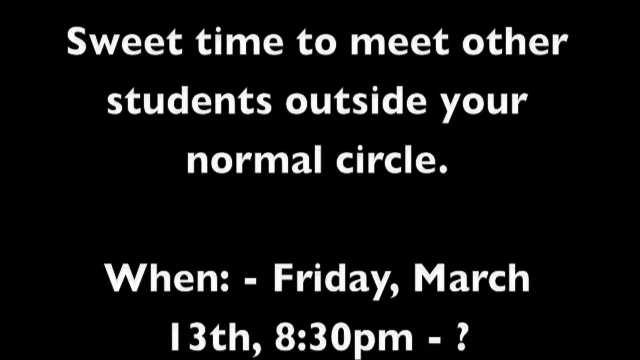 Sweet time to meet other
students outside your
normal circle.
When: - Friday, March
13th, 8:30pm - ?